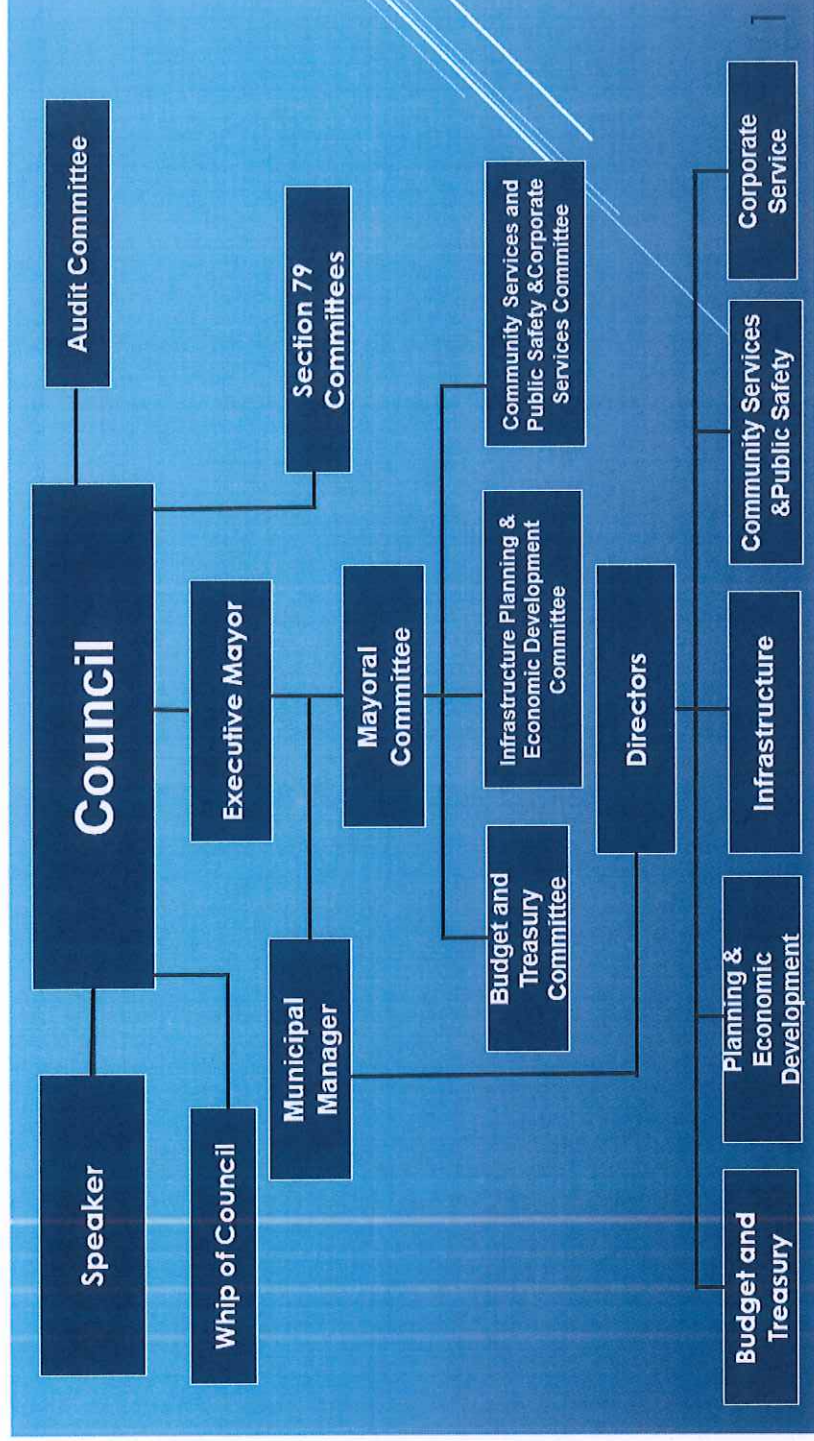 Council
Speaker
Audit Committee
Whip of Council
Executive Mayor
Section 79
Committees
Municipal
Manager
Mayoral
Committee
Budget and
Treasury
Committee
Infrastructure Planning &
Economic Development
Committee
Community Services and
Public Safety &Corporate
Services Committee
Directors
Budget and
Treasury
Planning &
Economic
Development
Infrastructure
Community Services
&Public Safety
Corporate
Service